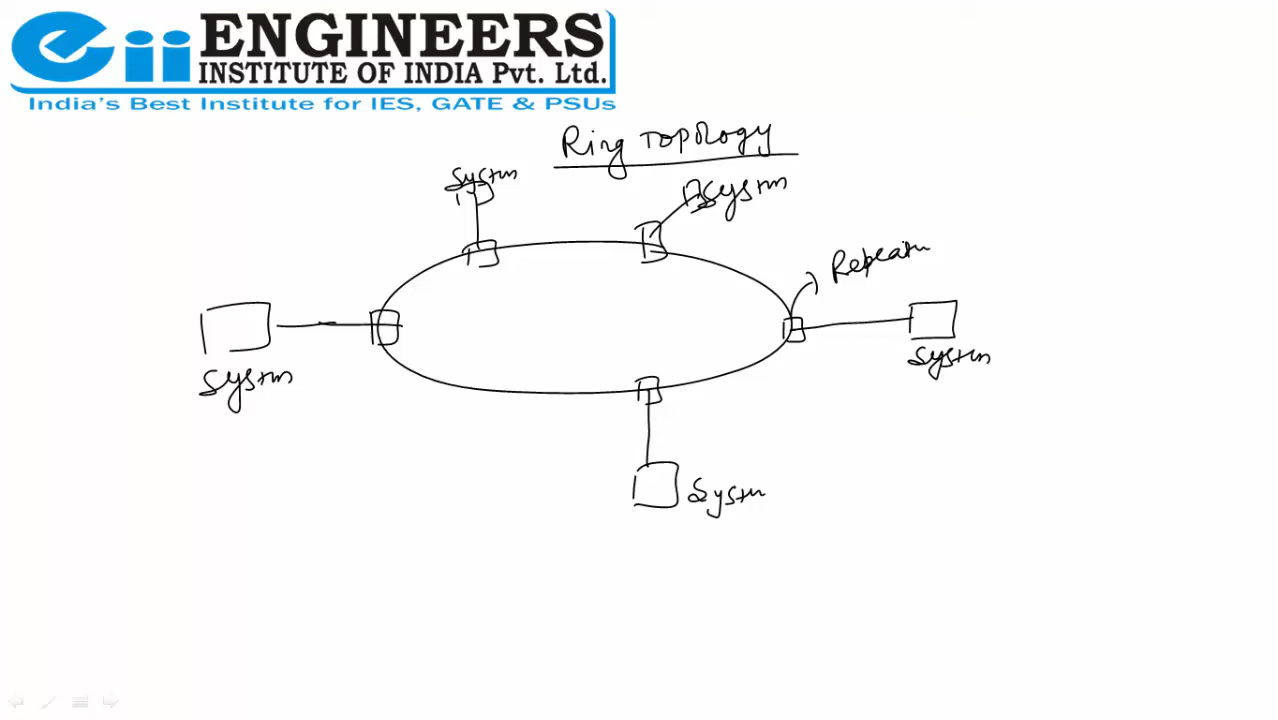 eii ENGINEERS
INSTITUTE OF INDIA Pvt. Ltd.
India's Best Institute for IES, GATE & PSUs
Ring Topology
System
System
Repeater
System
System
System